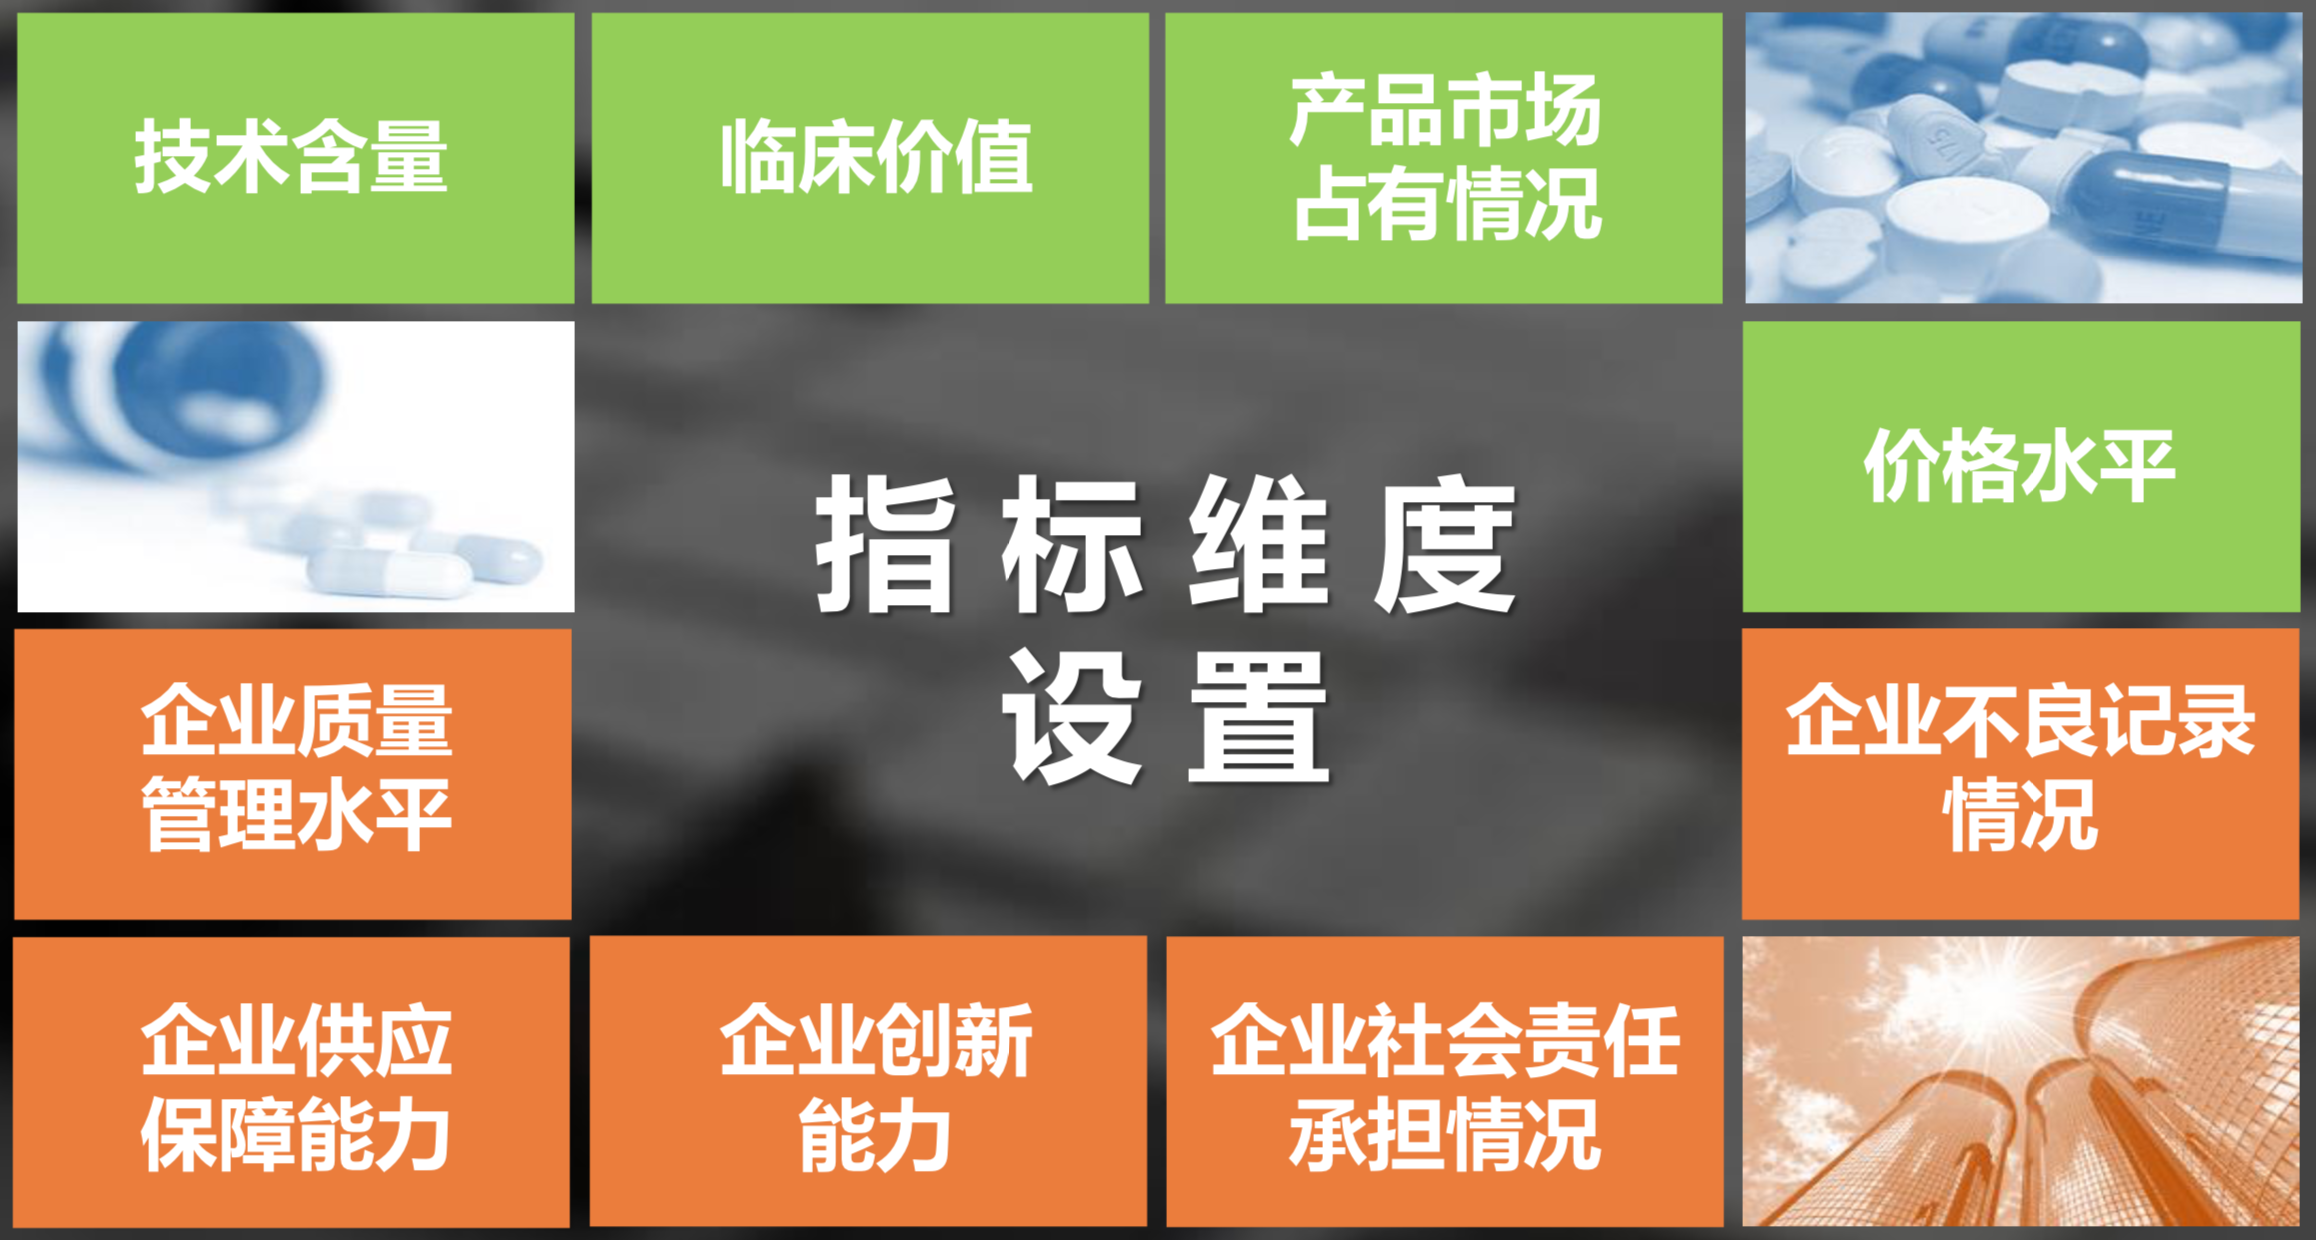 技术含量
临床价值
产品市场
占有情况
价格水平
指标维度
设置
企业质量
管理水平
企业不良记录
情况
企业供应
保障能力
企业创新
能力
企业社会责任
承担情况